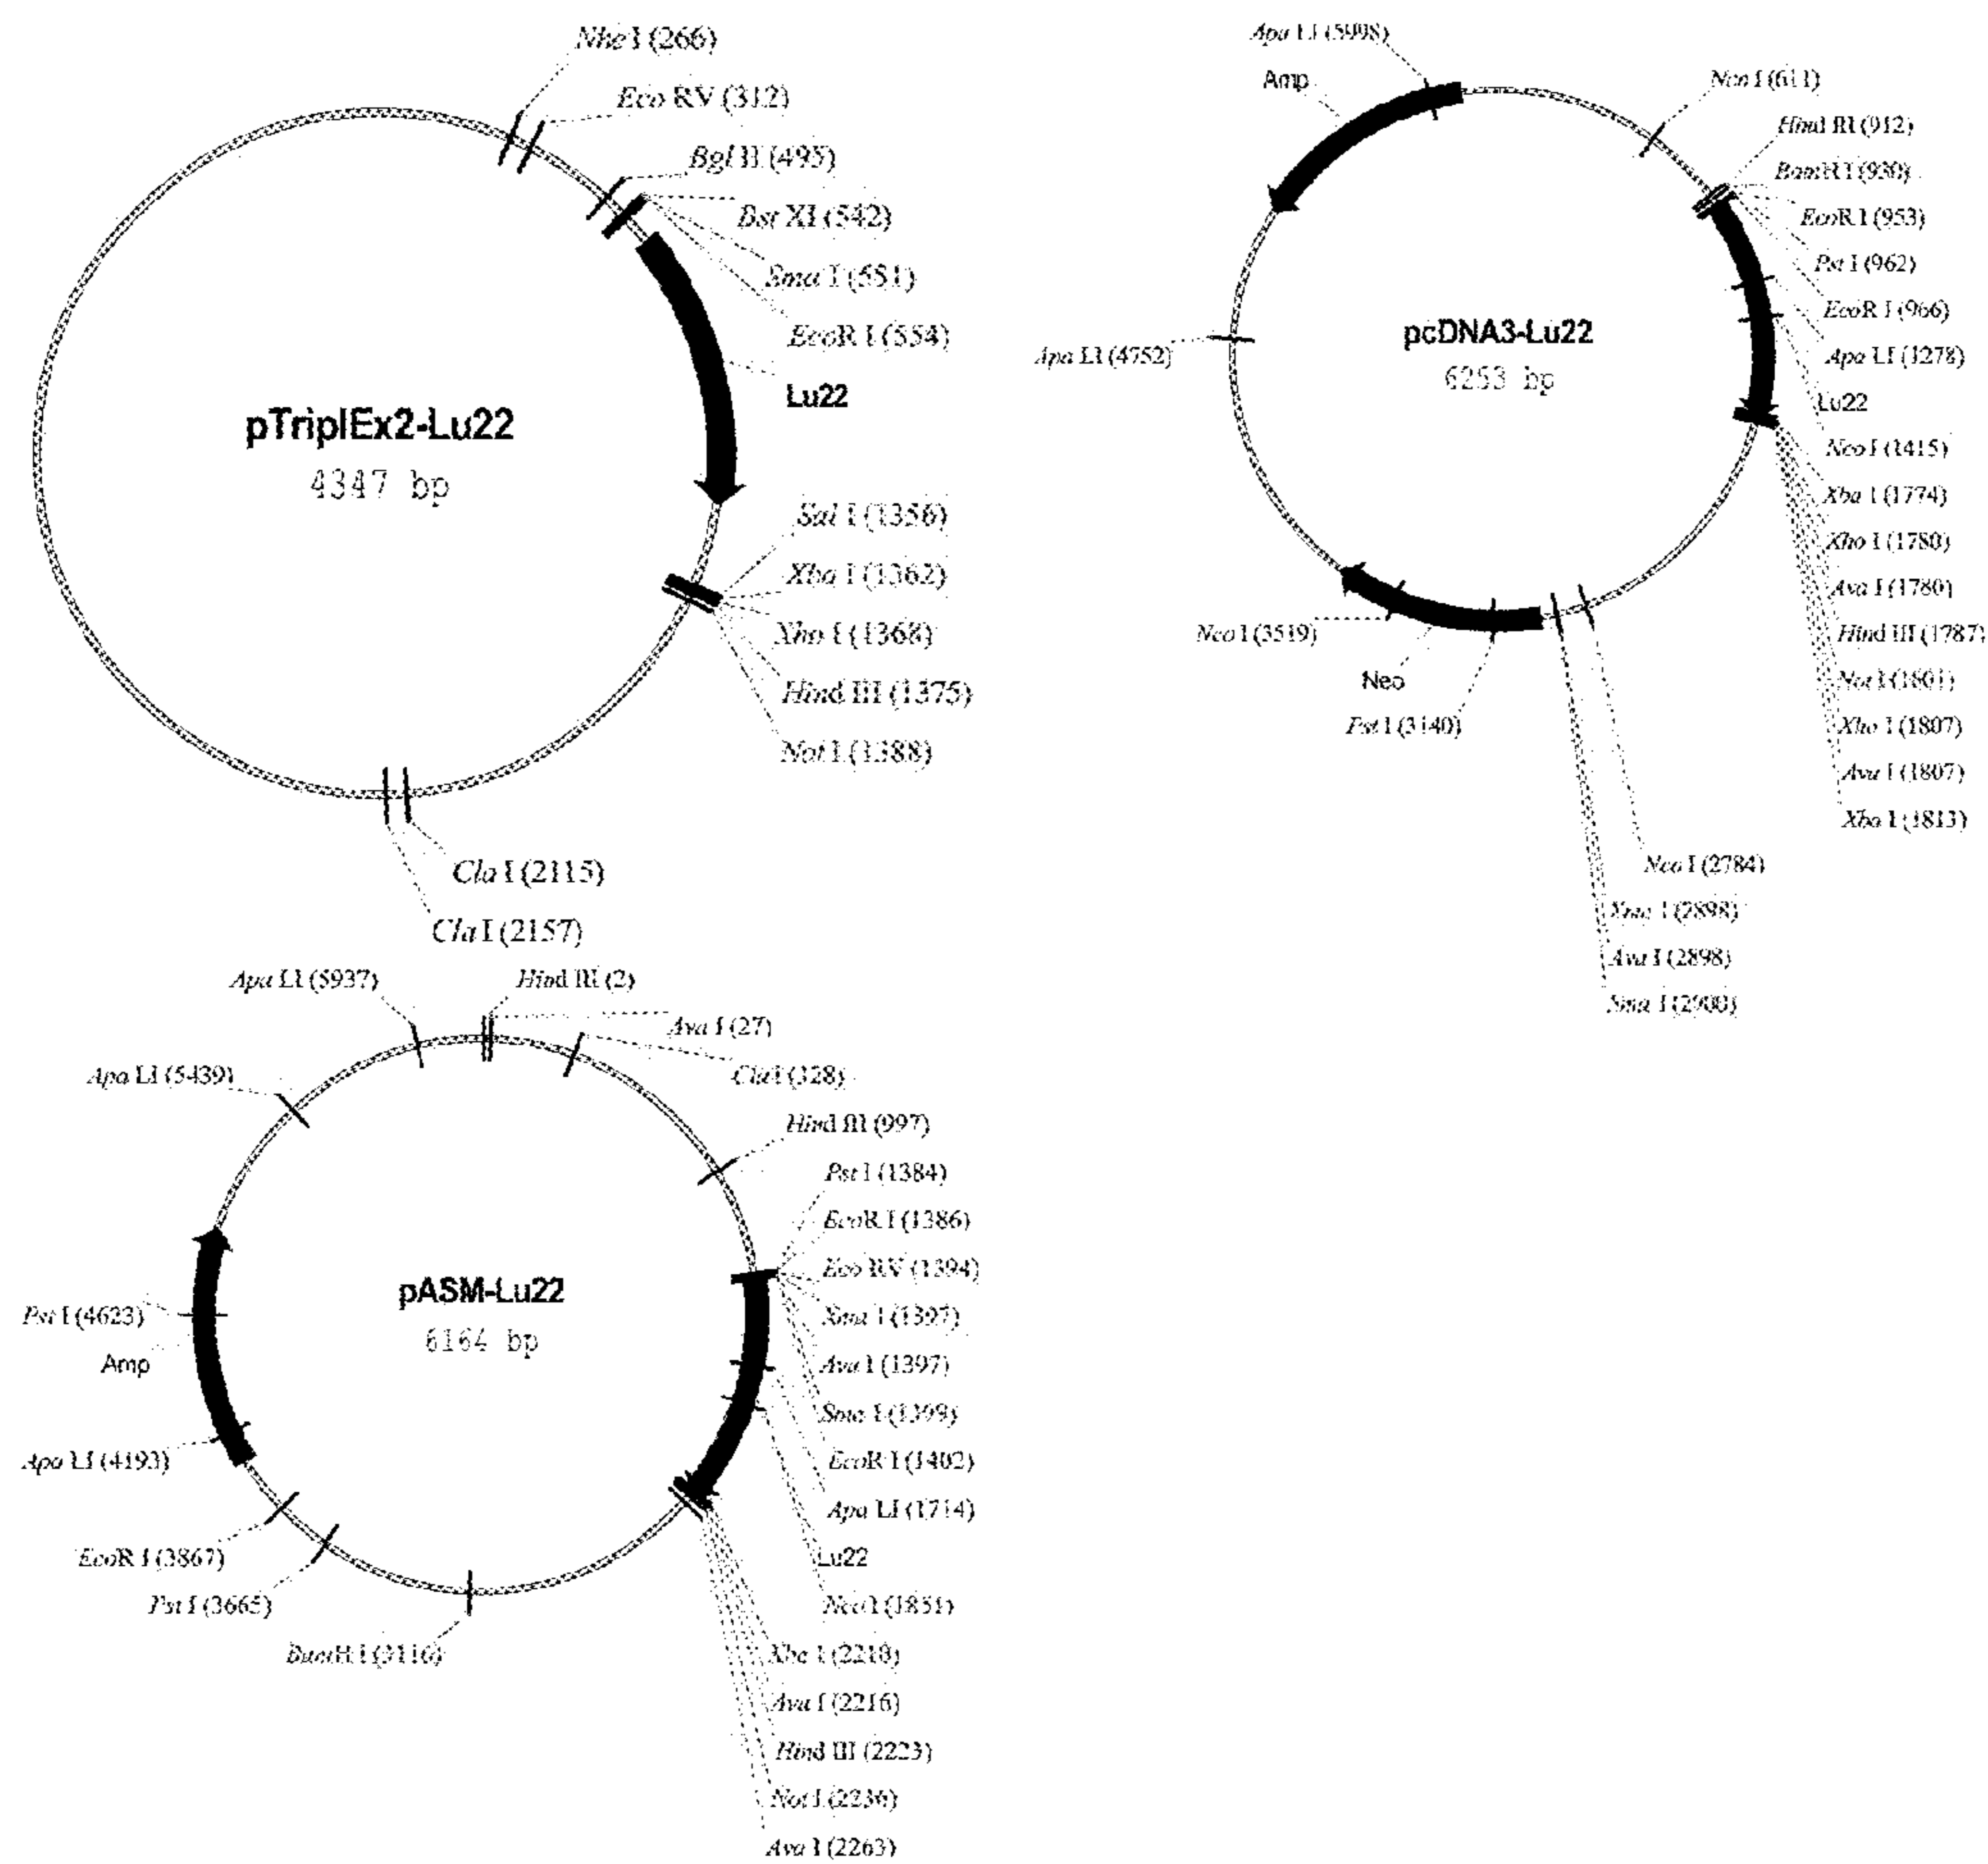 Nhe I (266)
Eco RV (312)
Bgl II (495)
Bst XI (542)
Sma I (551)
EcoR I (554)
Lu22
pTriplEx2-Lu22
4347 bp
Sal I (1356)
Xba I (1362)
Xho I (1368)
Hind III (1375)
Not I (1388)
Cla I (2115)
Cla I (2157)
Apa LI (5998)
Amp
Nco I (611)
Hind III (912)
BamH I (930)
EcoR I (953)
Pst I (962)
EcoR I (966)
Apa LI (1278)
Lu22
Nco I (1415)
Xba I (1774)
Xho I (1780)
Ava I (1780)
Hind III (1787)
Not I (1801)
Xho I (1807)
Ava I (1807)
Xba I (1813)
pcDNA3-Lu22
6253 bp
Apa LI (4752)
Nco I (3519)
Neo
Pst I (3140)
Nco I (2784)
Xma I (2898)
Ava I (2898)
Sma I (2900)
Apa LI (5937)
Hind III (2)
Ava I (27)
Cla I (328)
Apa LI (5439)
Hind III (997)
Pst I (1384)
EcoR I (1386)
Eco RV (1394)
Xma I (1397)
Ava I (1397)
Sma I (1399)
EcoR I (1402)
Apa LI (1714)
Lu22
Nco I (1851)
Xba I (2210)
Ava I (2216)
Hind III (2223)
Not I (2236)
Ava I (2263)
pASM-Lu22
6164 bp
Pst I (4623)
Amp
Apa LI (4193)
EcoR I (3867)
Pst I (3665)
BamH I (3116)